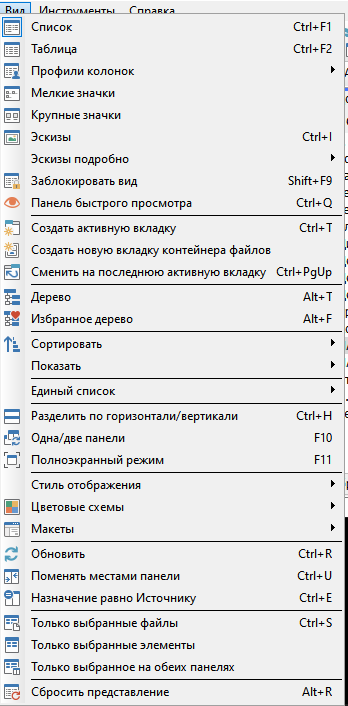 Вид Инструменты Справка
Список Ctrl+F1
Таблица Ctrl+F2
Профили колонок
Мелкие значки
Крупные значки
Эскизы Ctrl+I
Эскизы подробно
Заблокировать вид Shift+F9
Панель быстрого просмотра Ctrl+Q
Создать активную вкладку Ctrl+T
Создать новую вкладку контейнера файлов
Сменить на последнюю активную вкладку Ctrl+PgUp
Дерево Alt+T
Избранное дерево Alt+F
Сортировать
Показать
Единый список
Разделить по горизонтали/вертикали Ctrl+H
Одна/две панели F10
Полноэкранный режим F11
Стиль отображения
Цветовые схемы
Макеты
Обновить Ctrl+R
Поменять местами панели Ctrl+U
Назначение равно Источнику Ctrl+E
Только выбранные файлы Ctrl+S
Только выбранные элементы
Только выбранное на обеих панелях
Сбросить представление Alt+R